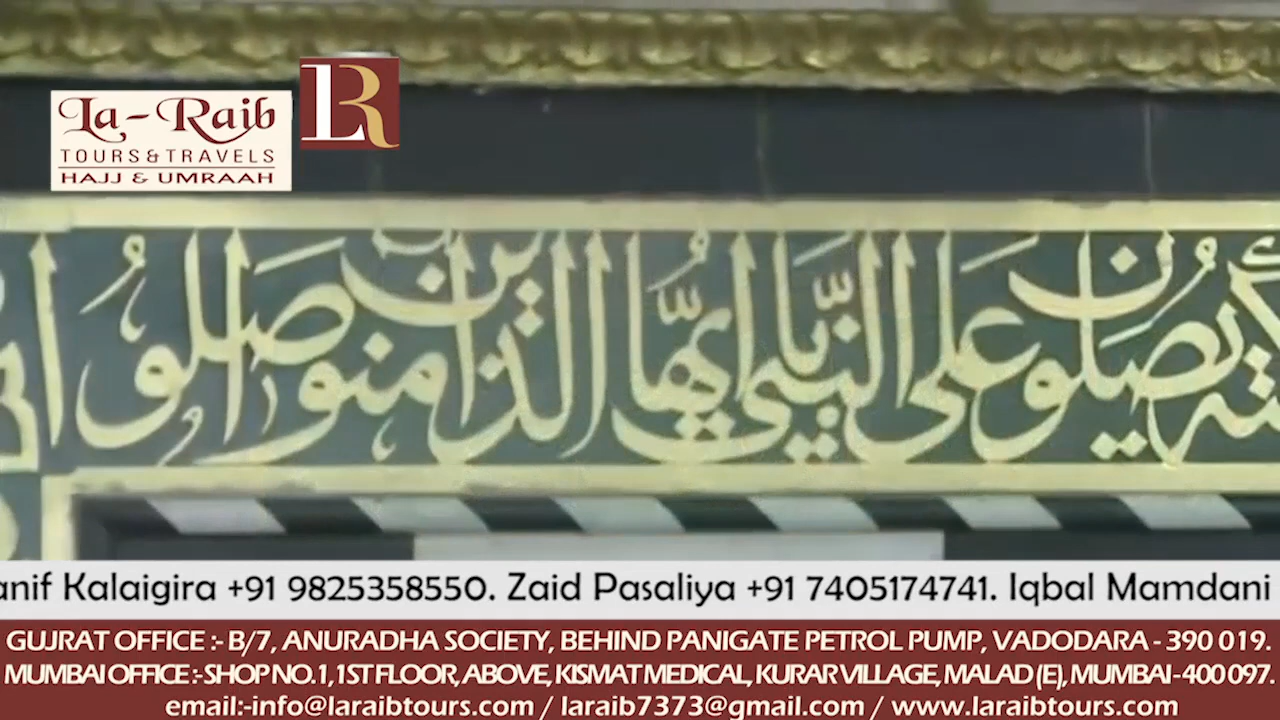 La-Raib
TOURS & TRAVELS
HAJJ & UMRAAH
LR
يصلون على النبي يا ايها الذين امنوا صلوا
anif Kalaigira +91 9825358550. Zaid Pasaliya +91 7405174741. Iqbal Mamdani
GUJRAT OFFICE :- B/7, ANURADHA SOCIETY, BEHIND PANIGATE PETROL PUMP, VADODARA - 390 019.
MUMBAI OFFICE :- SHOP NO. 1, 1ST FLOOR, ABOVE, KISMAT MEDICAL, KURAR VILLAGE, MALAD (E), MUMBAI - 400 097.
email:-info@laraibtours.com / laraib7373@gmail.com / www.laraibtours.com